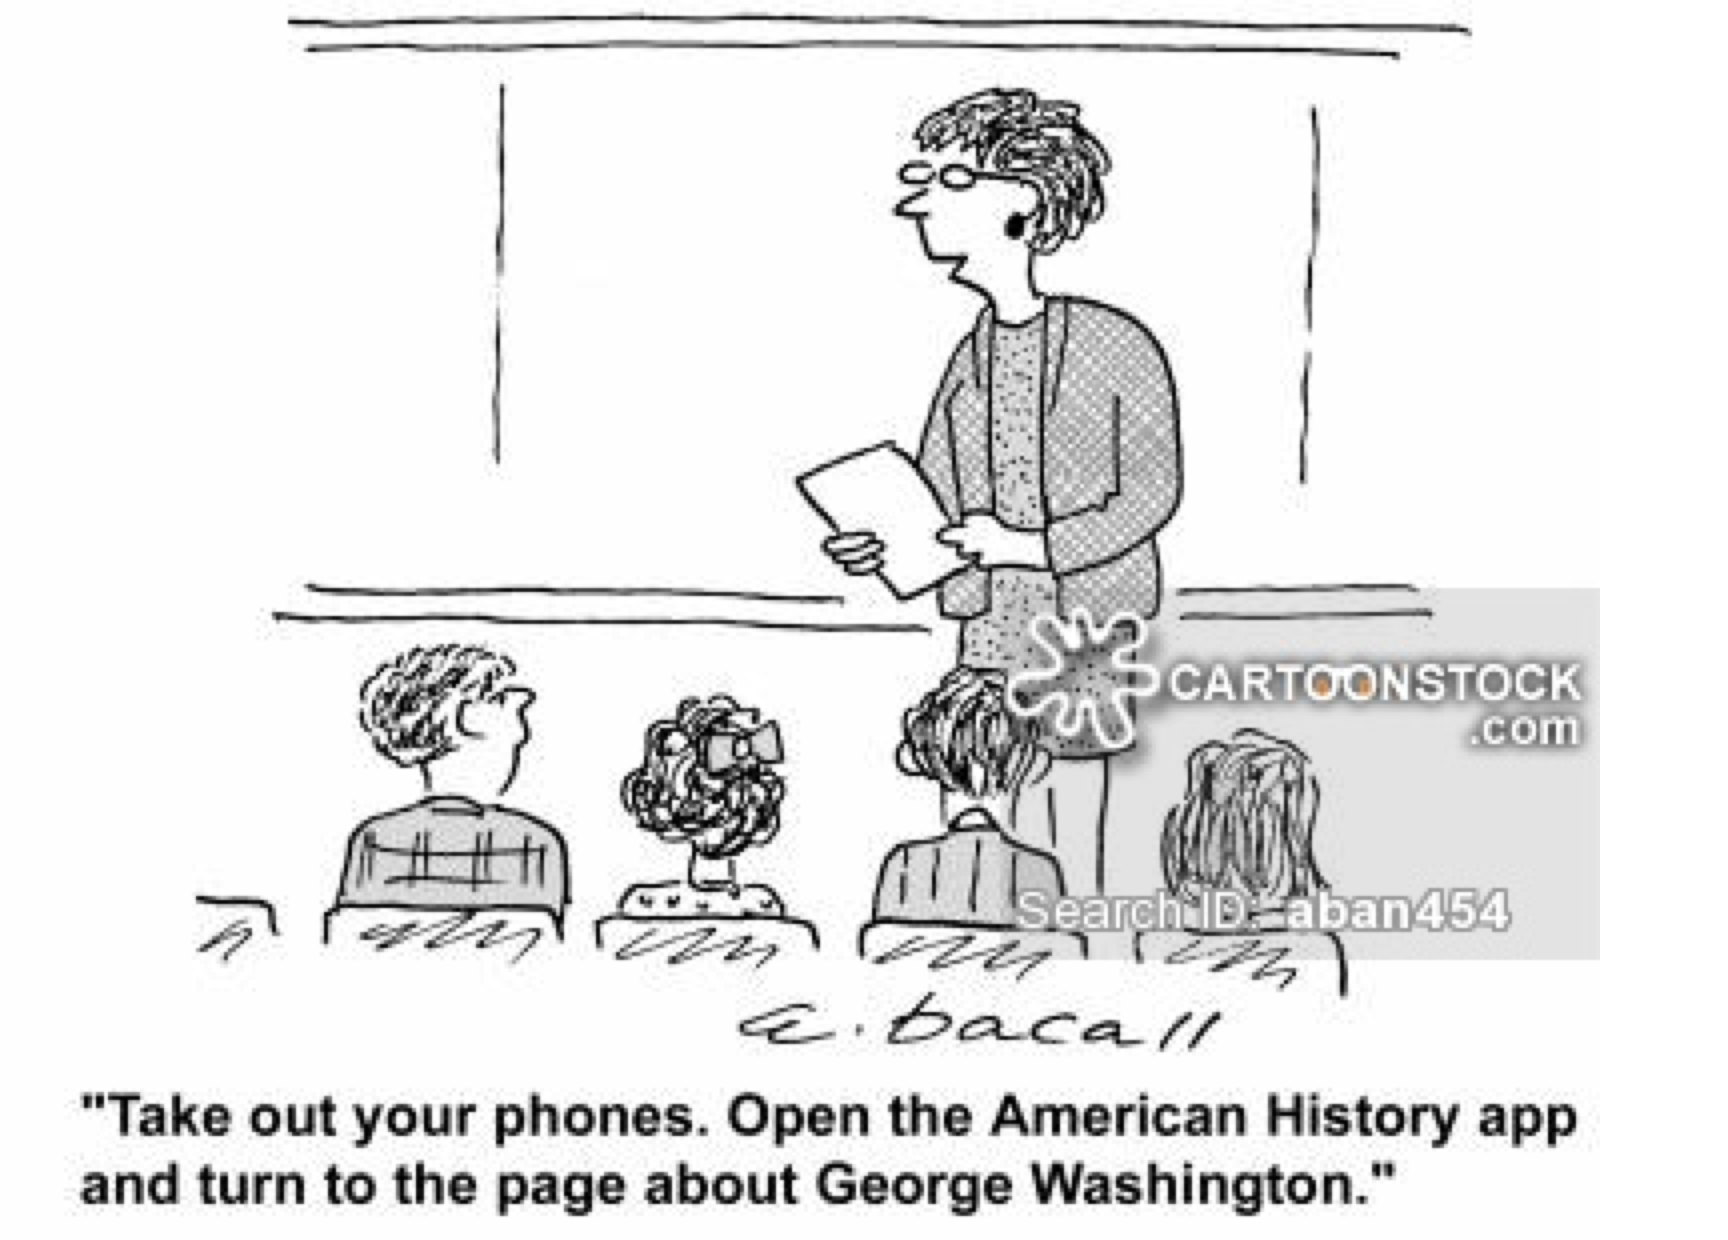 CARTOONSTOCK
.com
Search ID: aban454
a. bacall
"Take out your phones. Open the American History app
and turn to the page about George Washington."